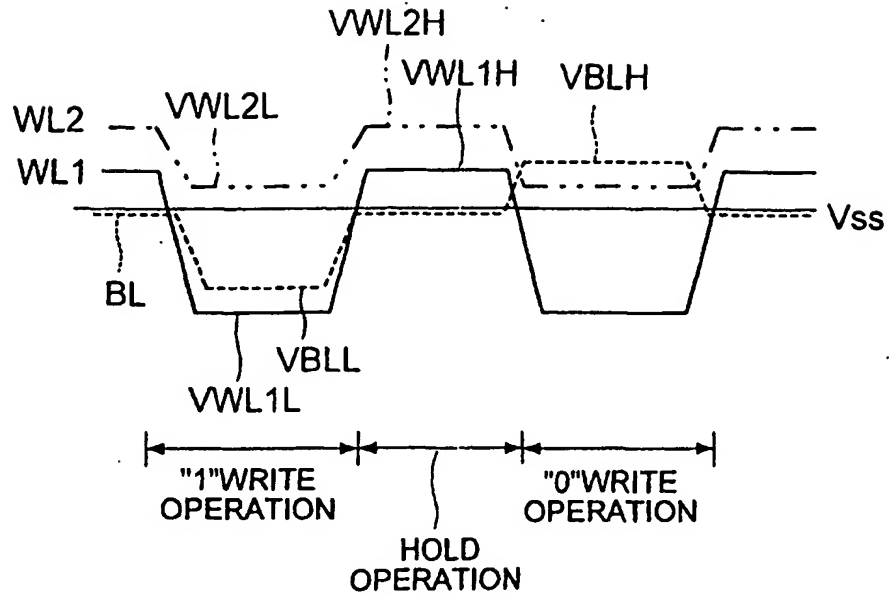 VWL2H
VWL1H
VBLH
VWL2L
WL2
WL1
Vss
BL
VBLL
VWL1L
"1"WRITE
OPERATION
"0"WRITE
OPERATION
HOLD
OPERATION